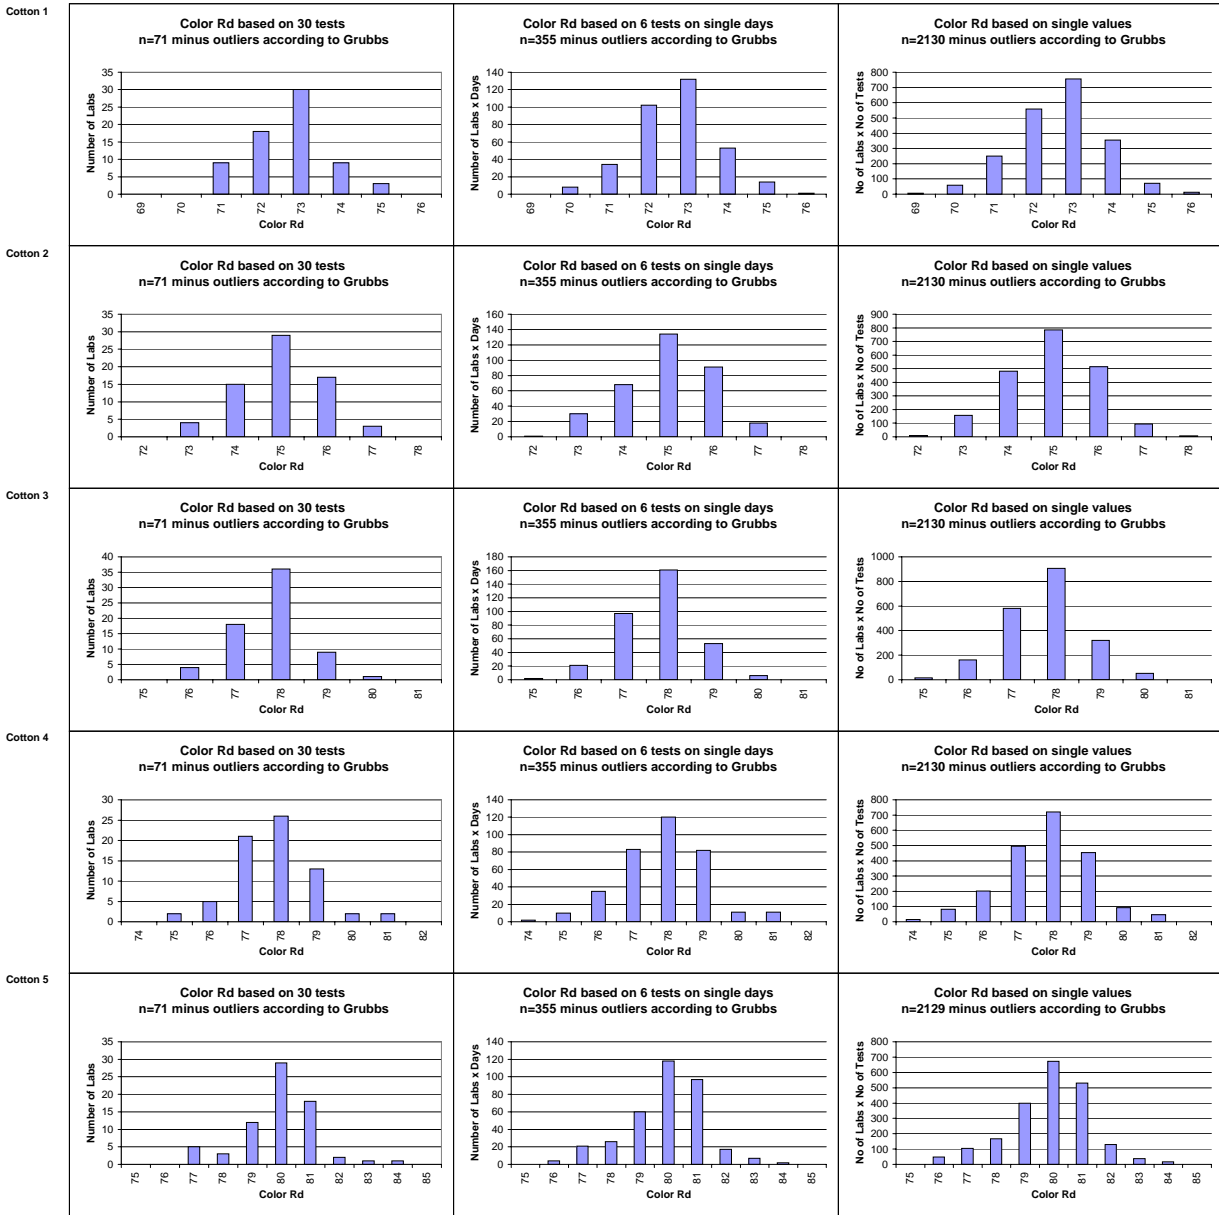 Cotton 1
Color Rd based on 30 tests
n=71 minus outliers according to Grubbs
Number of Labs
35
30
25
20
15
10
5
0
69 70 71 72 73 74 75 76
Color Rd
Color Rd based on 6 tests on single days
n=355 minus outliers according to Grubbs
Number of Labs x Days
140
120
100
80
60
40
20
0
69 70 71 72 73 74 75 76
Color Rd
Color Rd based on single values
n=2130 minus outliers according to Grubbs
No of Labs x No of Tests
800
700
600
500
400
300
200
100
0
69 70 71 72 73 74 75 76
Color Rd
Cotton 2
Color Rd based on 30 tests
n=71 minus outliers according to Grubbs
Number of Labs
35
30
25
20
15
10
5
0
72 73 74 75 76 77 78
Color Rd
Color Rd based on 6 tests on single days
n=355 minus outliers according to Grubbs
Number of Labs x Days
160
140
120
100
80
60
40
20
0
72 73 74 75 76 77 78
Color Rd
Color Rd based on single values
n=2130 minus outliers according to Grubbs
No of Labs x No of Tests
900
800
700
600
500
400
300
200
100
0
72 73 74 75 76 77 78
Color Rd
Cotton 3
Color Rd based on 30 tests
n=71 minus outliers according to Grubbs
Number of Labs
40
35
30
25
20
15
10
5
0
75 76 77 78 79 80 81
Color Rd
Color Rd based on 6 tests on single days
n=355 minus outliers according to Grubbs
Number of Labs x Days
180
160
140
120
100
80
60
40
20
0
75 76 77 78 79 80 81
Color Rd
Color Rd based on single values
n=2130 minus outliers according to Grubbs
No of Labs x No of Tests
1000
800
600
400
200
0
75 76 77 78 79 80 81
Color Rd
Cotton 4
Color Rd based on 30 tests
n=71 minus outliers according to Grubbs
Number of Labs
30
25
20
15
10
5
0
74 75 76 77 78 79 80 81 82
Color Rd
Color Rd based on 6 tests on single days
n=355 minus outliers according to Grubbs
Number of Labs x Days
140
120
100
80
60
40
20
0
74 75 76 77 78 79 80 81 82
Color Rd
Color Rd based on single values
n=2130 minus outliers according to Grubbs
No of Labs x No of Tests
800
700
600
500
400
300
200
100
0
74 75 76 77 78 79 80 81 82
Color Rd
Cotton 5
Color Rd based on 30 tests
n=71 minus outliers according to Grubbs
Number of Labs
35
30
25
20
15
10
5
0
75 76 77 78 79 80 81 82 83 84 85
Color Rd
Color Rd based on 6 tests on single days
n=355 minus outliers according to Grubbs
Number of Labs x Days
140
120
100
80
60
40
20
0
75 76 77 78 79 80 81 82 83 84 85
Color Rd
Color Rd based on single values
n=2129 minus outliers according to Grubbs
No of Labs x No of Tests
800
700
600
500
400
300
200
100
0
75 76 77 78 79 80 81 82 83 84 85
Color Rd